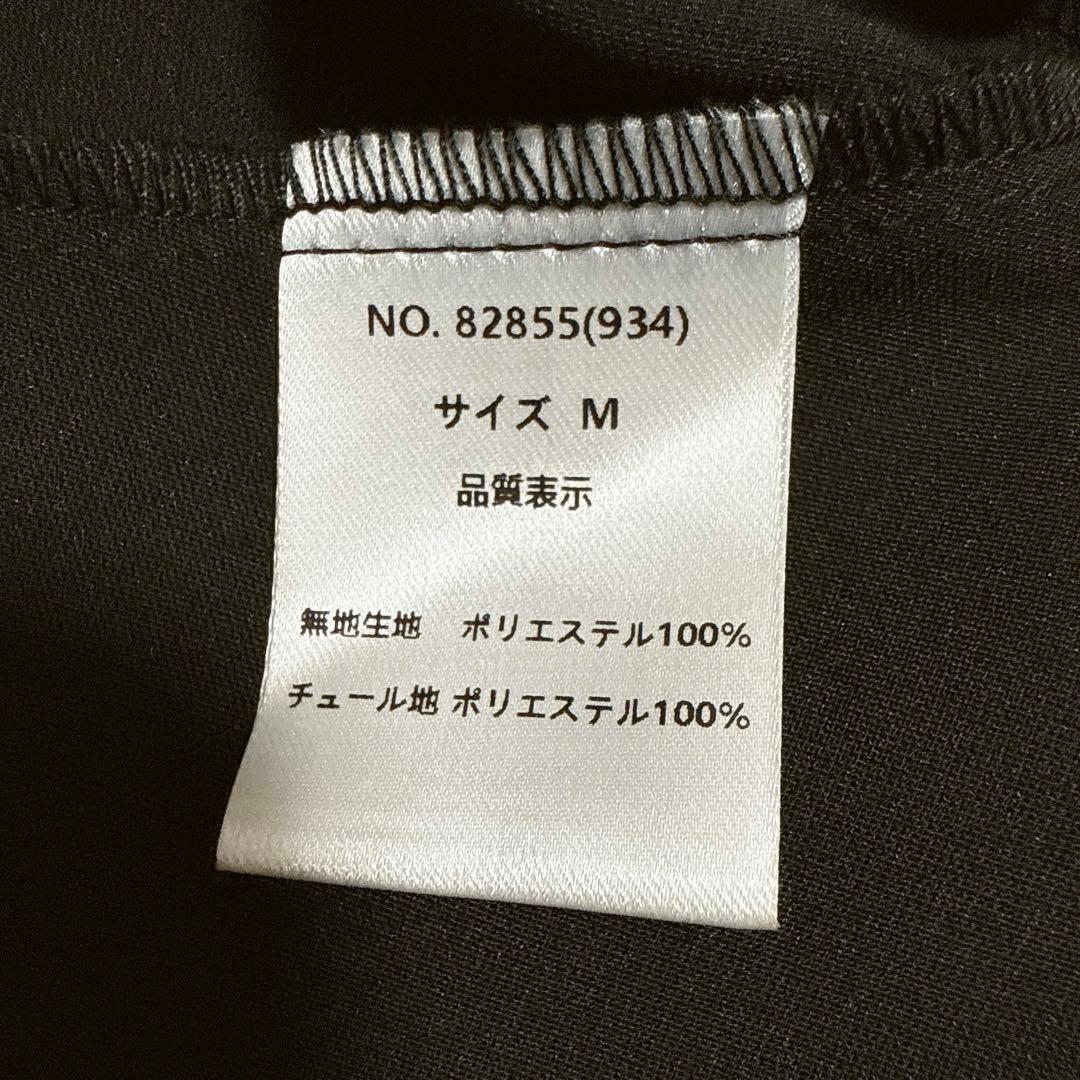 NO. 82855(934)
サイズ M
品質表示
無地生地 ポリエステル100%
チュール地 ポリエステル100%